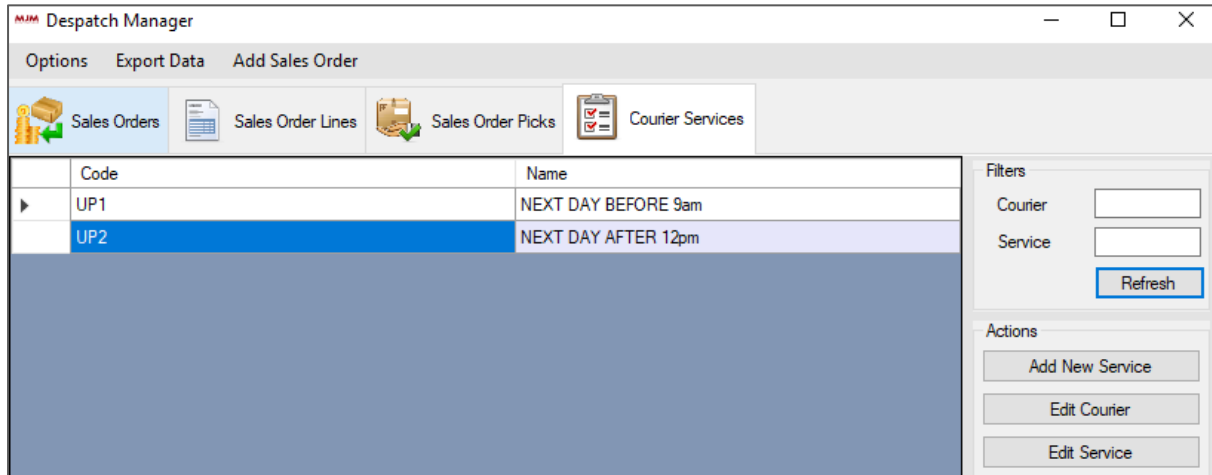 MJM Despatch Manager
Options Export Data Add Sales Order
Sales Orders Sales Order Lines Sales Order Picks Courier Services
Code Name
UP1 NEXT DAY BEFORE 9am
UP2 NEXT DAY AFTER 12pm
Filters
Courier
Service
Refresh
Actions
Add New Service
Edit Courier
Edit Service